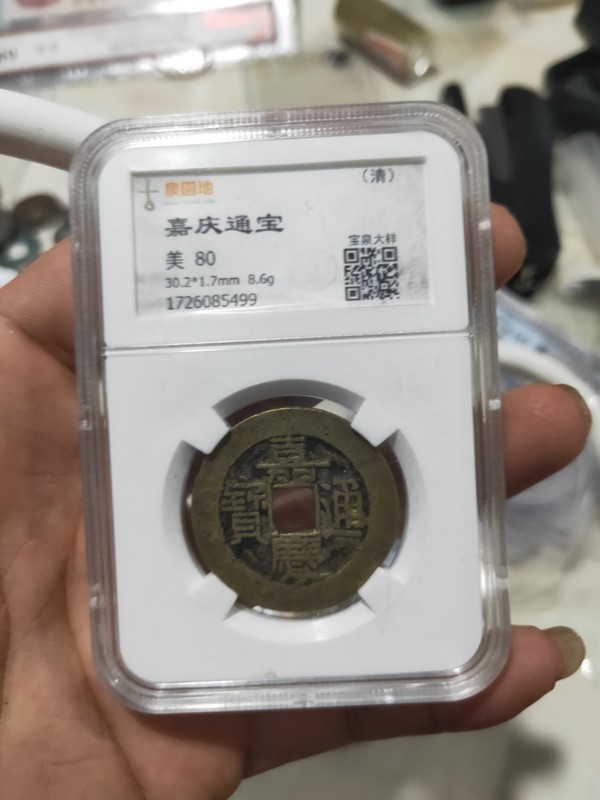 泉园地
（清）
嘉庆通宝
宝泉大样
美 80
30.2*1.7mm 8.6g
1726085499
嘉慶通寶